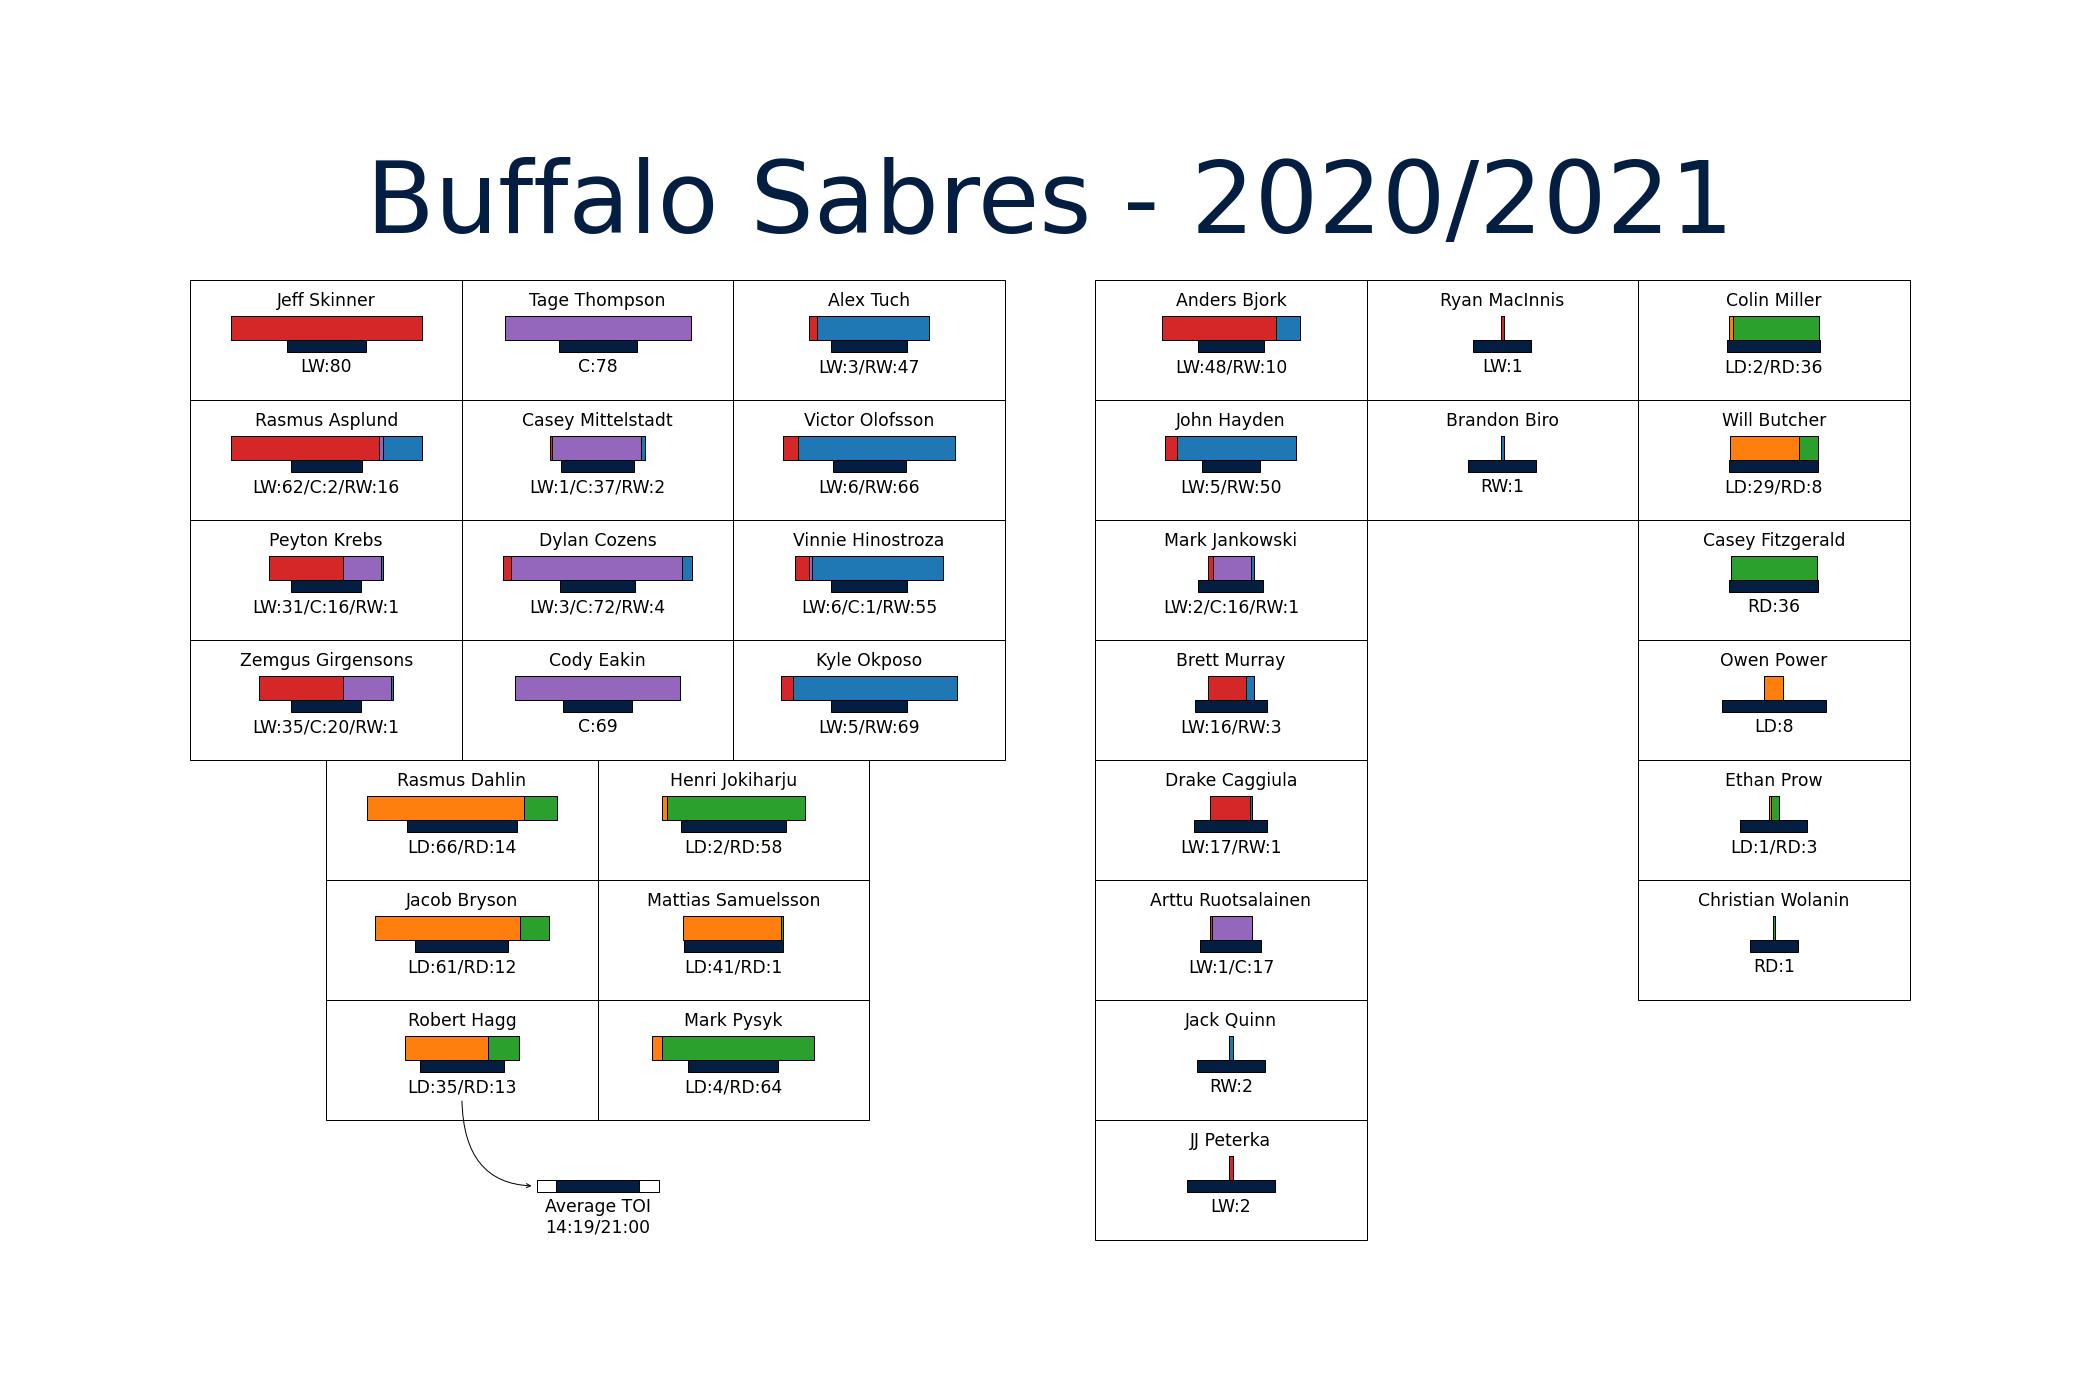 Buffalo Sabres - 2020/2021
Jeff Skinner
LW:80
Tage Thompson
C:78
Alex Tuch
LW:3/RW:47
Rasmus Asplund
LW:62/C:2/RW:16
Casey Mittelstadt
LW:1/C:37/RW:2
Victor Olofsson
LW:6/RW:66
Peyton Krebs
LW:31/C:16/RW:1
Dylan Cozens
LW:3/C:72/RW:4
Vinnie Hinostroza
LW:6/C:1/RW:55
Zemgus Girgensons
LW:35/C:20/RW:1
Cody Eakin
C:69
Kyle Okposo
LW:5/RW:69
Rasmus Dahlin
LD:66/RD:14
Henri Jokiharju
LD:2/RD:58
Jacob Bryson
LD:61/RD:12
Mattias Samuelsson
LD:41/RD:1
Robert Hagg
LD:35/RD:13
Mark Pysyk
LD:4/RD:64
Average TOI
14:19/21:00
Anders Bjork
LW:48/RW:10
Ryan MacInnis
LW:1
Colin Miller
LD:2/RD:36
John Hayden
LW:5/RW:50
Brandon Biro
RW:1
Will Butcher
LD:29/RD:8
Mark Jankowski
LW:2/C:16/RW:1
Casey Fitzgerald
RD:36
Brett Murray
LW:16/RW:3
Owen Power
LD:8
Drake Caggiula
LW:17/RW:1
Ethan Prow
LD:1/RD:3
Arttu Ruotsalainen
LW:1/C:17
Christian Wolanin
RD:1
Jack Quinn
RW:2
JJ Peterka
LW:2